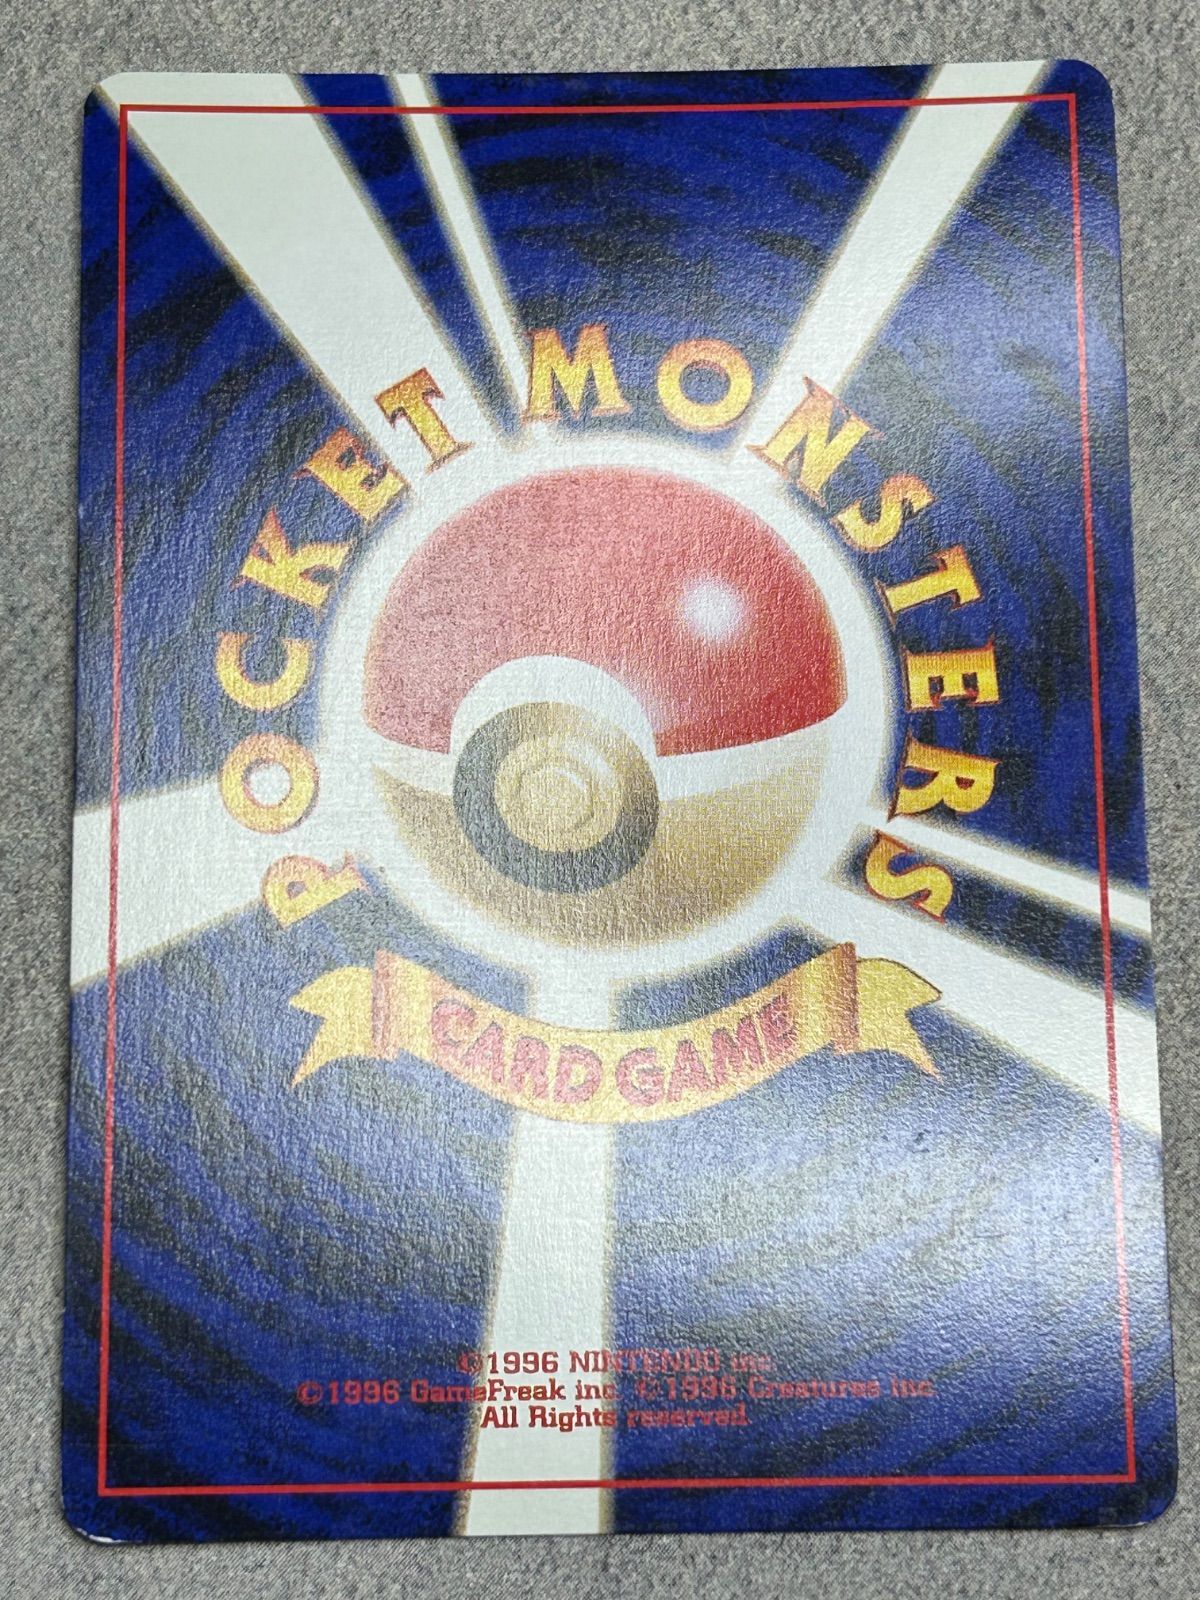 POCKET MONSTERS
CARD GAME
©1996 NINTENDO inc.
©1996 GameFreak inc. ©1996 Creatures inc.
All Rights reserved.